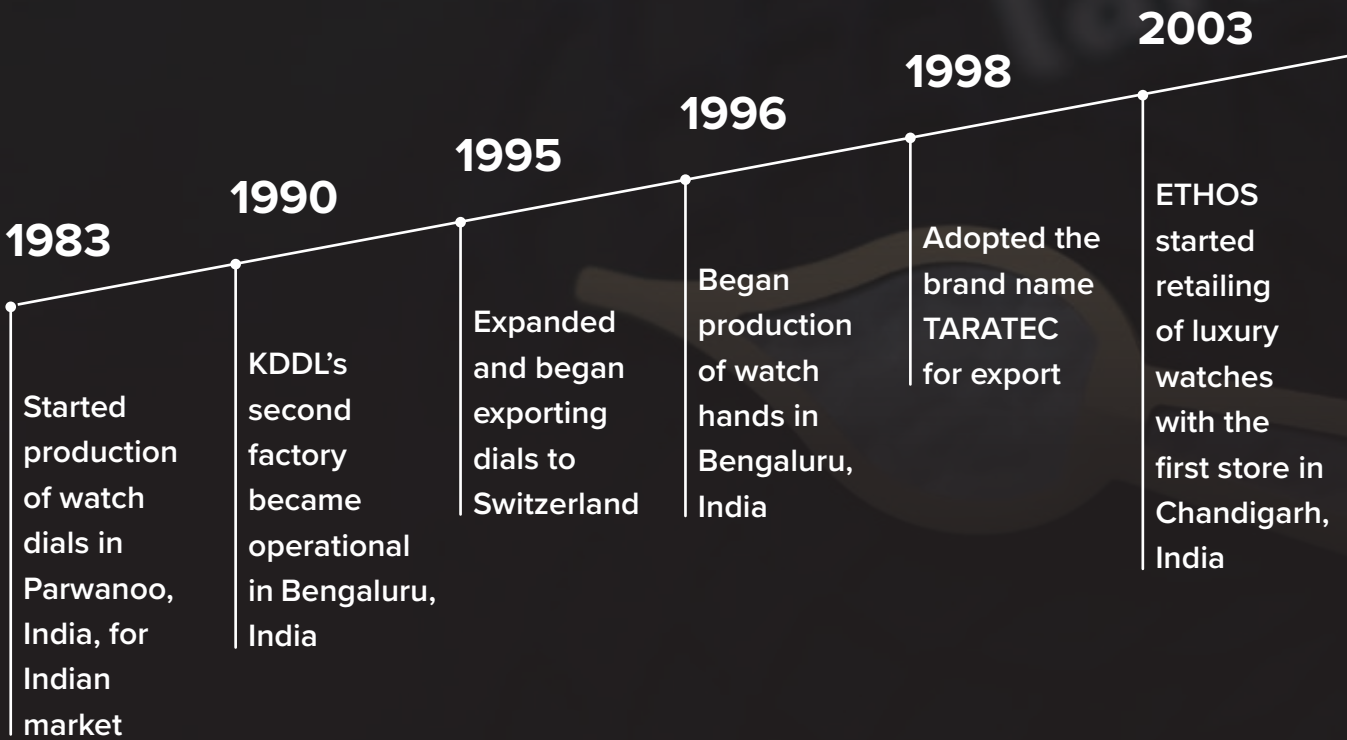 1983
Started
production
of watch
dials in
Parwanoo,
India, for
Indian
market
1990
KDDL’s
second
factory
became
operational
in Bengaluru,
India
1995
Expanded
and began
exporting
dials to
Switzerland
1996
Began
production
of watch
hands in
Bengaluru,
India
1998
Adopted the
brand name
TARATEC
for export
2003
ETHOS
started
retailing
of luxury
watches
with the
first store in
Chandigarh,
India